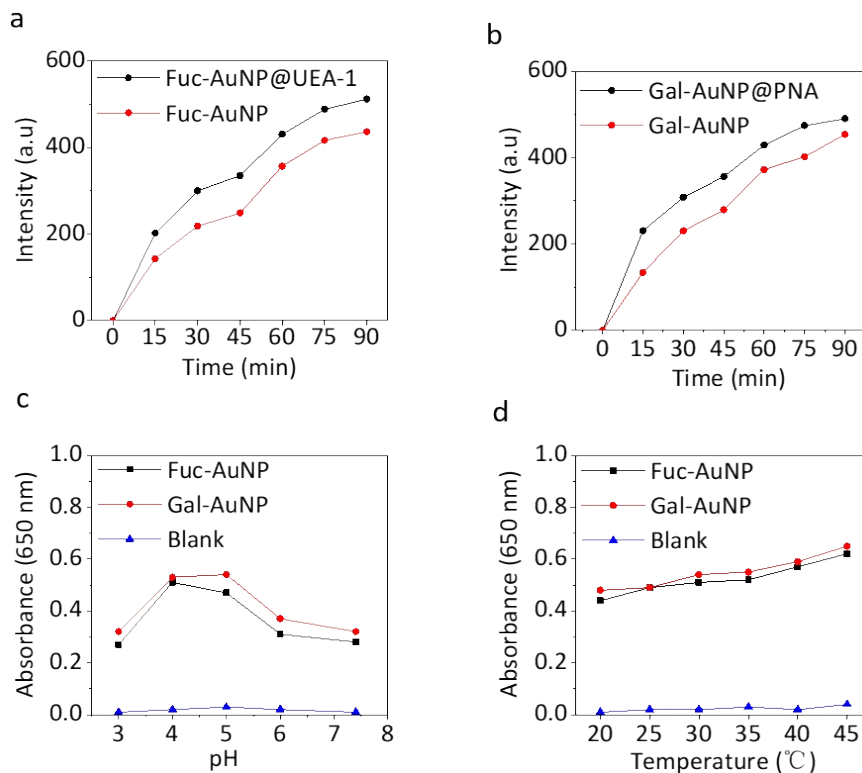 a
Intensity (a.u)
600
400
200
0
Fuc-AuNP@UEA-1
Fuc-AuNP
0 15 30 45 60 75 90
Time (min)
b
Intensity (a.u)
600
400
200
0
Gal-AuNP@PNA
Gal-AuNP
0 15 30 45 60 75 90
Time (min)
c
Absorbance (650 nm)
1.0
0.8
0.6
0.4
0.2
0.0
Fuc-AuNP
Gal-AuNP
Blank
3 4 5 6 7 8
pH
d
Absorbance (650 nm)
1.0
0.8
0.6
0.4
0.2
0.0
Fuc-AuNP
Gal-AuNP
Blank
20 25 30 35 40 45
Temperature (℃)